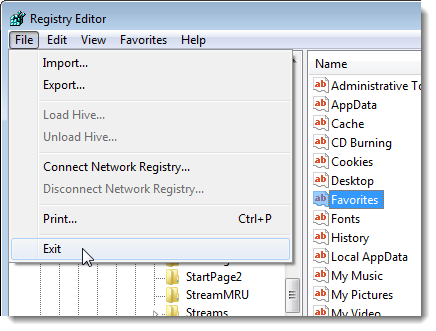 Registry Editor
File Edit View Favorites Help
Import...
Export...
Load Hive...
Unload Hive...
Connect Network Registry...
Disconnect Network Registry...
Print... Ctrl+P
Exit
StartPage2
StreamMRU
Streams
Name
Administrative To
AppData
Cache
CD Burning
Cookies
Desktop
Favorites
Fonts
History
Local AppData
My Music
My Pictures
My Video